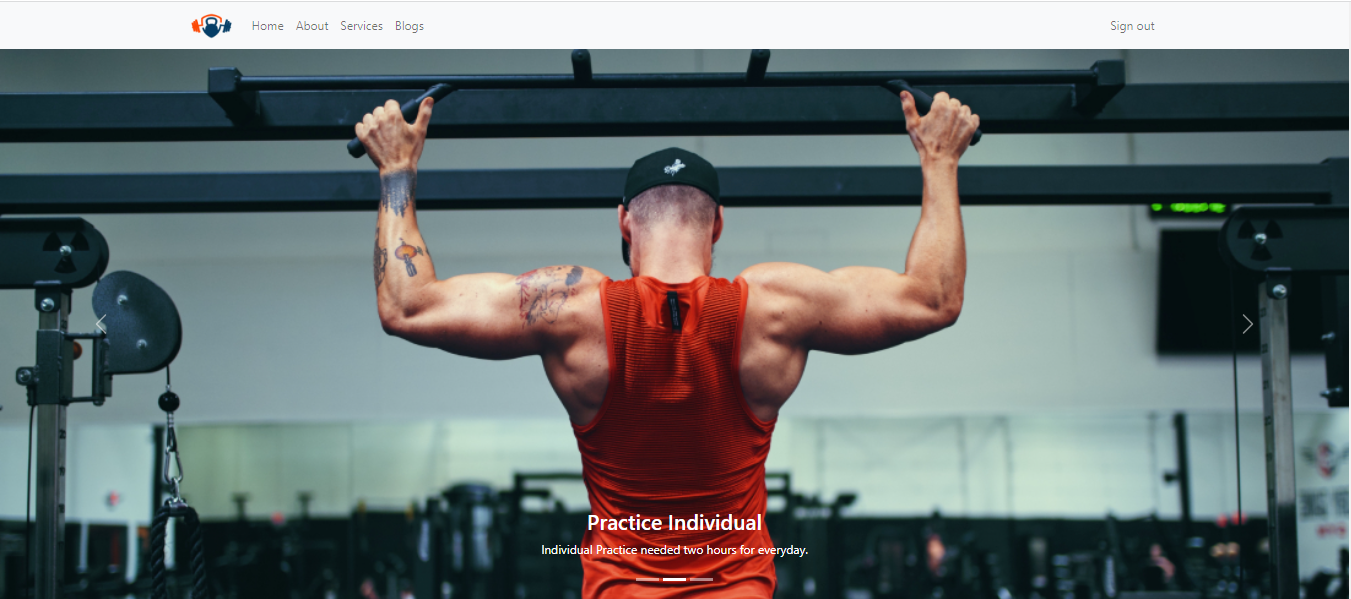 Home About Services Blogs Sign out
Practice Individual
Individual Practice needed two hours for everyday.